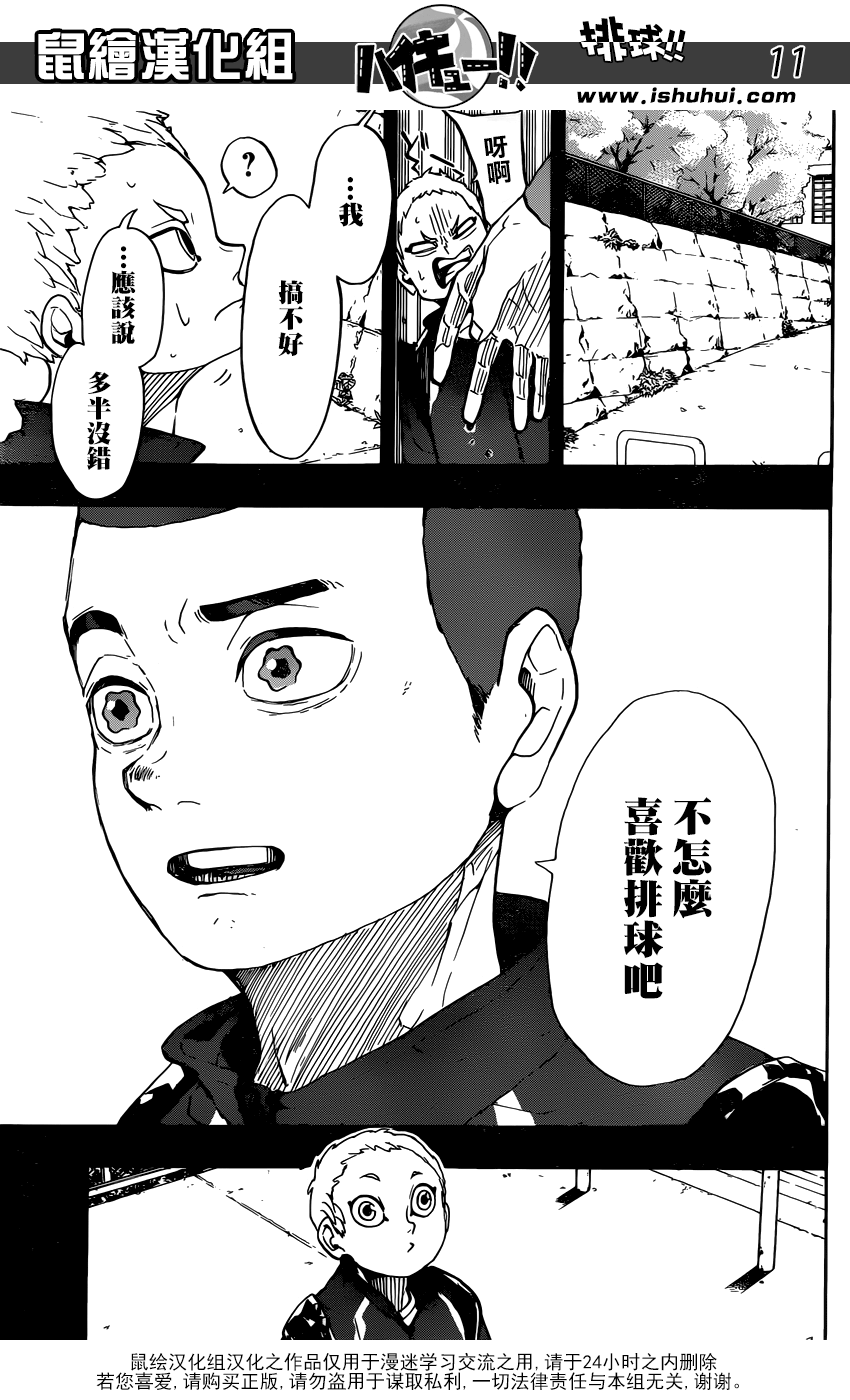 鼠繪漢化組
ハイキュー!!
排球!!
11
www.ishuhui.com
呀啊
…我
搞不好
?
…應該說
多半沒錯
不怎麼
喜歡排球吧
鼠绘汉化组汉化之作品仅用于漫迷学习交流之用,请于24小时之内删除
若您喜爱,请购买正版,请勿盗用于谋取私利,一切法律责任与本组无关,谢谢。